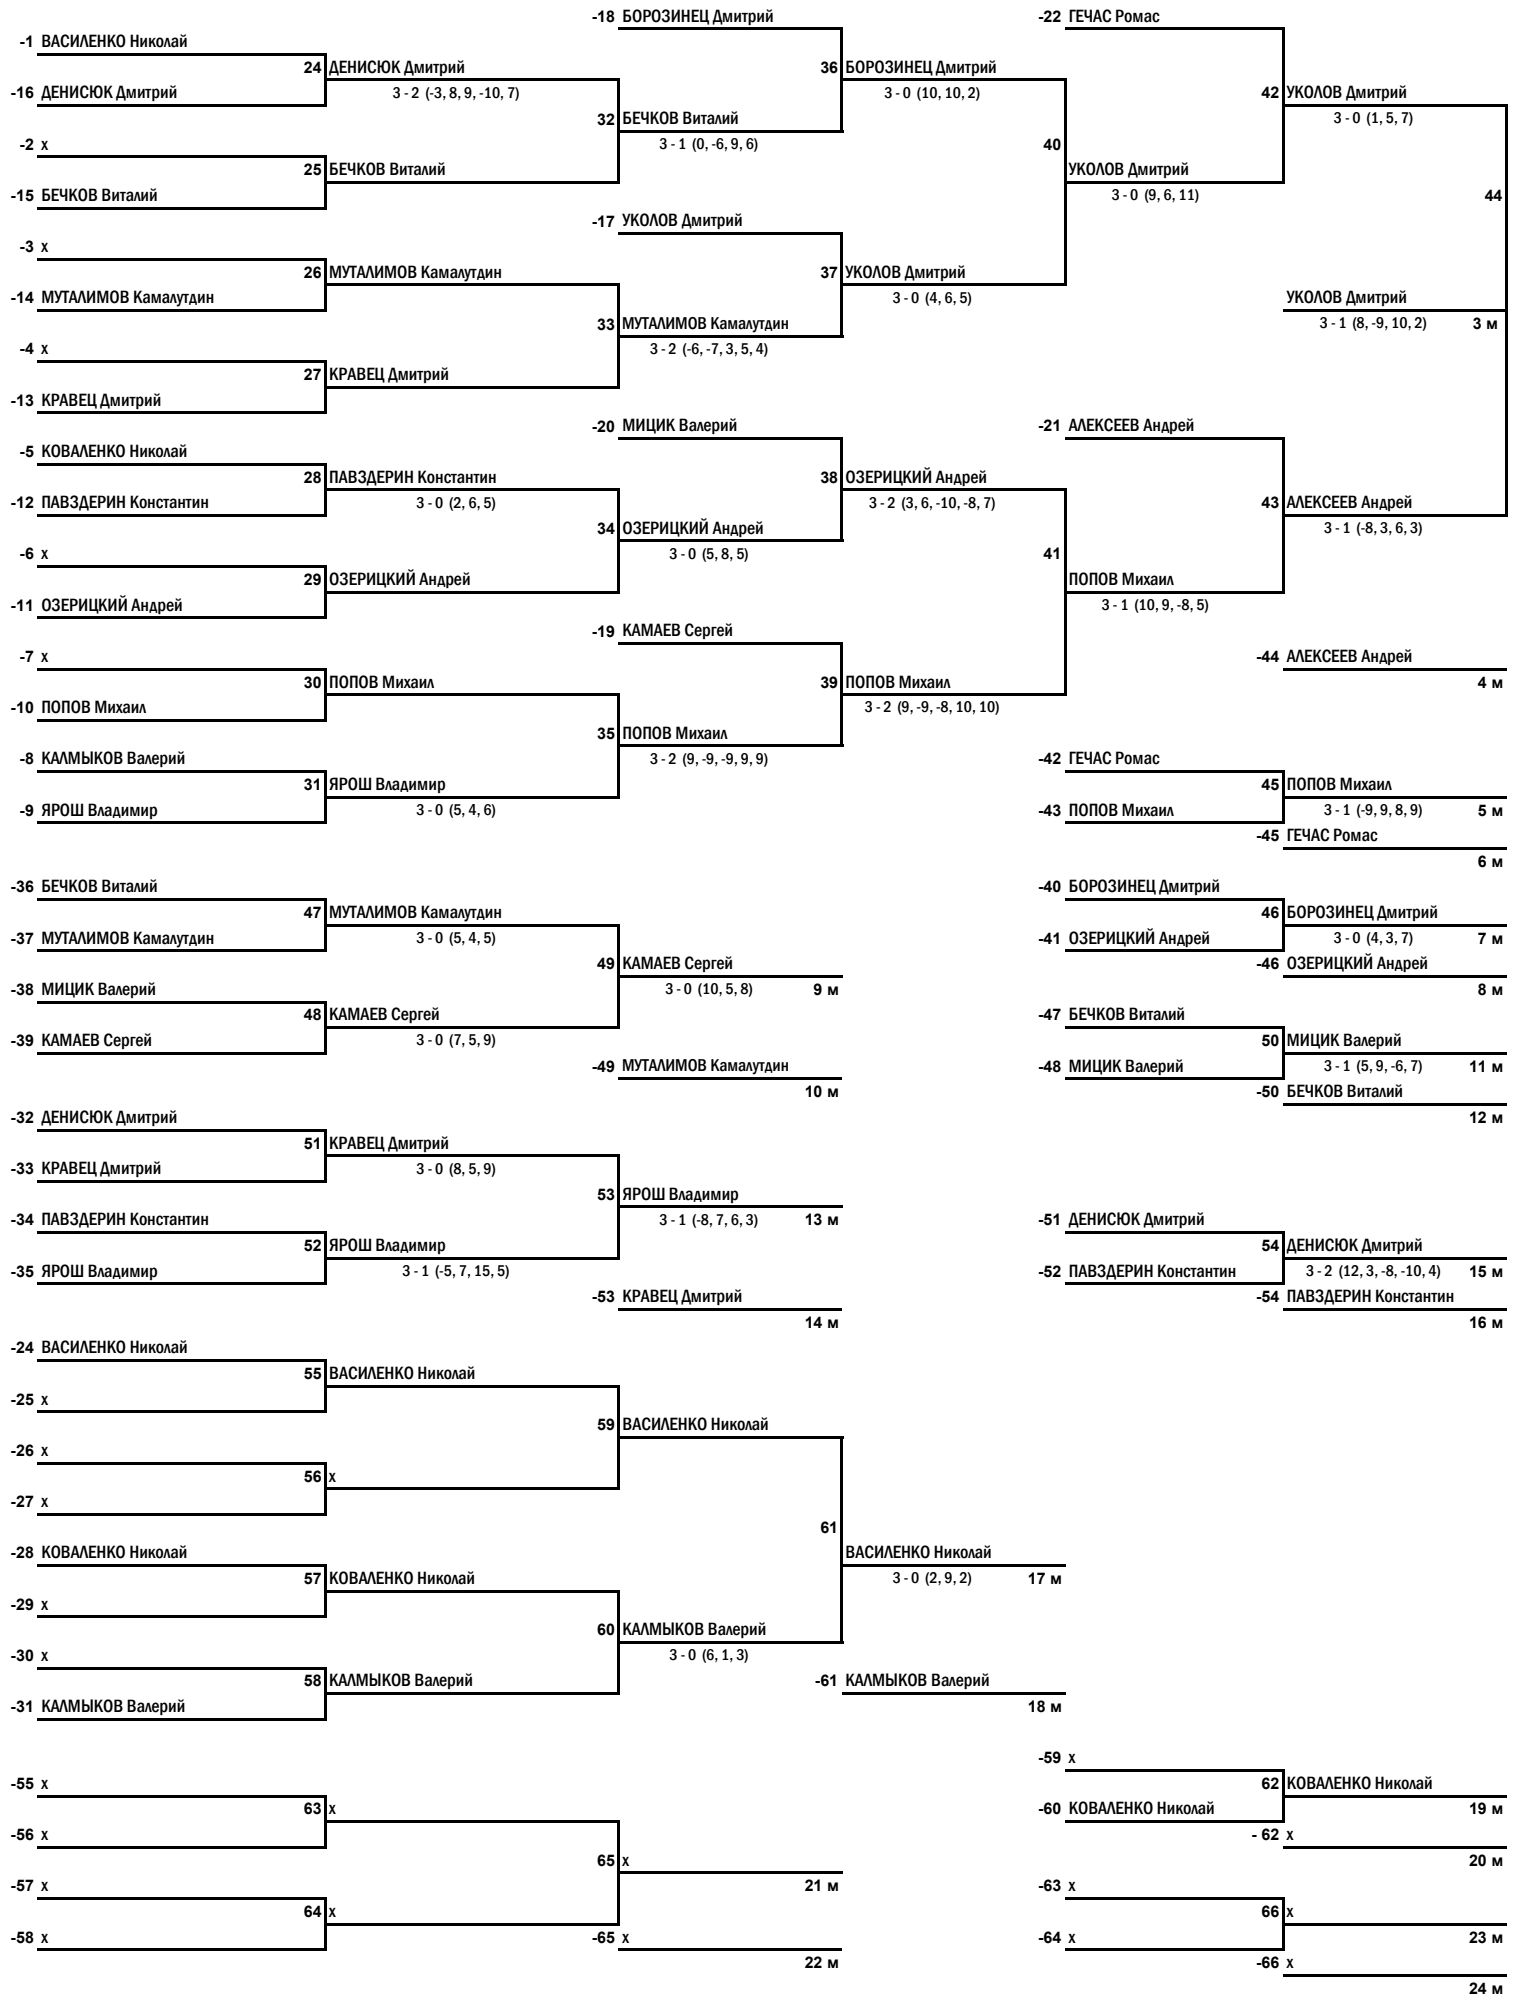 -18 БОРОЗИНЕЦ Дмитрий
-22 ГЕЧАС Ромас
-1 ВАСИЛЕНКО Николай
24 ДЕНИСЮК Дмитрий
36 БОРОЗИНЕЦ Дмитрий
-16 ДЕНИСЮК Дмитрий
3 - 2 (-3, 8, 9, -10, 7)
3 - 0 (10, 10, 2)
42 УКОЛОВ Дмитрий
32 БЕЧКОВ Виталий
3 - 0 (1, 5, 7)
-2 х
3 - 1 (0, -6, 9, 6)
40
25 БЕЧКОВ Виталий
УКОЛОВ Дмитрий
-15 БЕЧКОВ Виталий
3 - 0 (9, 6, 11)
44
-17 УКОЛОВ Дмитрий
-3 х
26 МУТАЛИМОВ Камалутдин
37 УКОЛОВ Дмитрий
-14 МУТАЛИМОВ Камалутдин
3 - 0 (4, 6, 5)
УКОЛОВ Дмитрий
33 МУТАЛИМОВ Камалутдин
3 - 1 (8, -9, 10, 2) 3 м
-4 х
3 - 2 (-6, -7, 3, 5, 4)
27 КРАВЕЦ Дмитрий
-13 КРАВЕЦ Дмитрий
-20 МИЦИК Валерий
-21 АЛЕКСЕЕВ Андрей
-5 КОВАЛЕНКО Николай
28 ПАВЗДЕРИН Константин
38 ОЗЕРИЦКИЙ Андрей
-12 ПАВЗДЕРИН Константин
3 - 0 (2, 6, 5)
3 - 2 (3, 6, -10, -8, 7)
43 АЛЕКСЕЕВ Андрей
34 ОЗЕРИЦКИЙ Андрей
3 - 1 (-8, 3, 6, 3)
-6 х
3 - 0 (5, 8, 5)
41
29 ОЗЕРИЦКИЙ Андрей
ПОПОВ Михаил
-11 ОЗЕРИЦКИЙ Андрей
3 - 1 (10, 9, -8, 5)
-19 КАМАЕВ Сергей
-7 х
-44 АЛЕКСЕЕВ Андрей
30 ПОПОВ Михаил
39 ПОПОВ Михаил
4 м
-10 ПОПОВ Михаил
3 - 2 (9, -9, -8, 10, 10)
35 ПОПОВ Михаил
-8 КАЛМЫКОВ Валерий
3 - 2 (9, -9, -9, 9, 9)
-42 ГЕЧАС Ромас
31 ЯРОШ Владимир
45 ПОПОВ Михаил
-9 ЯРОШ Владимир
3 - 0 (5, 4, 6)
-43 ПОПОВ Михаил
3 - 1 (-9, 9, 8, 9) 5 м
-45 ГЕЧАС Ромас
6 м
-36 БЕЧКОВ Виталий
-40 БОРОЗИНЕЦ Дмитрий
47 МУТАЛИМОВ Камалутдин
46 БОРОЗИНЕЦ Дмитрий
-37 МУТАЛИМОВ Камалутдин
3 - 0 (5, 4, 5)
-41 ОЗЕРИЦКИЙ Андрей
3 - 0 (4, 3, 7) 7 м
49 КАМАЕВ Сергей
-46 ОЗЕРИЦКИЙ Андрей
-38 МИЦИК Валерий
3 - 0 (10, 5, 8) 9 м
8 м
48 КАМАЕВ Сергей
-47 БЕЧКОВ Виталий
-39 КАМАЕВ Сергей
3 - 0 (7, 5, 9)
50 МИЦИК Валерий
-49 МУТАЛИМОВ Камалутдин
-48 МИЦИК Валерий
3 - 1 (5, 9, -6, 7) 11 м
10 м
-50 БЕЧКОВ Виталий
-32 ДЕНИСЮК Дмитрий
12 м
51 КРАВЕЦ Дмитрий
-33 КРАВЕЦ Дмитрий
3 - 0 (8, 5, 9)
53 ЯРОШ Владимир
-34 ПАВЗДЕРИН Константин
3 - 1 (-8, 7, 6, 3) 13 м
-51 ДЕНИСЮК Дмитрий
52 ЯРОШ Владимир
54 ДЕНИСЮК Дмитрий
-35 ЯРОШ Владимир
3 - 1 (-5, 7, 15, 5)
-52 ПАВЗДЕРИН Константин
3 - 2 (12, 3, -8, -10, 4) 15 м
-53 КРАВЕЦ Дмитрий
-54 ПАВЗДЕРИН Константин
14 м
16 м
-24 ВАСИЛЕНКО Николай
55 ВАСИЛЕНКО Николай
-25 х
59 ВАСИЛЕНКО Николай
-26 х
56 х
-27 х
61
-28 КОВАЛЕНКО Николай
ВАСИЛЕНКО Николай
57 КОВАЛЕНКО Николай
3 - 0 (2, 9, 2) 17 м
-29 х
60 КАЛМЫКОВ Валерий
-30 х
3 - 0 (6, 1, 3)
58 КАЛМЫКОВ Валерий
-61 КАЛМЫКОВ Валерий
-31 КАЛМЫКОВ Валерий
18 м
-59 х
-55 х
62 КОВАЛЕНКО Николай
63 х
-60 КОВАЛЕНКО Николай
19 м
-56 х
- 62 х
65 х
20 м
-57 х
21 м
-63 х
64 х
66 х
-58 х
-65 х
-64 х
23 м
22 м
-66 х
24 м